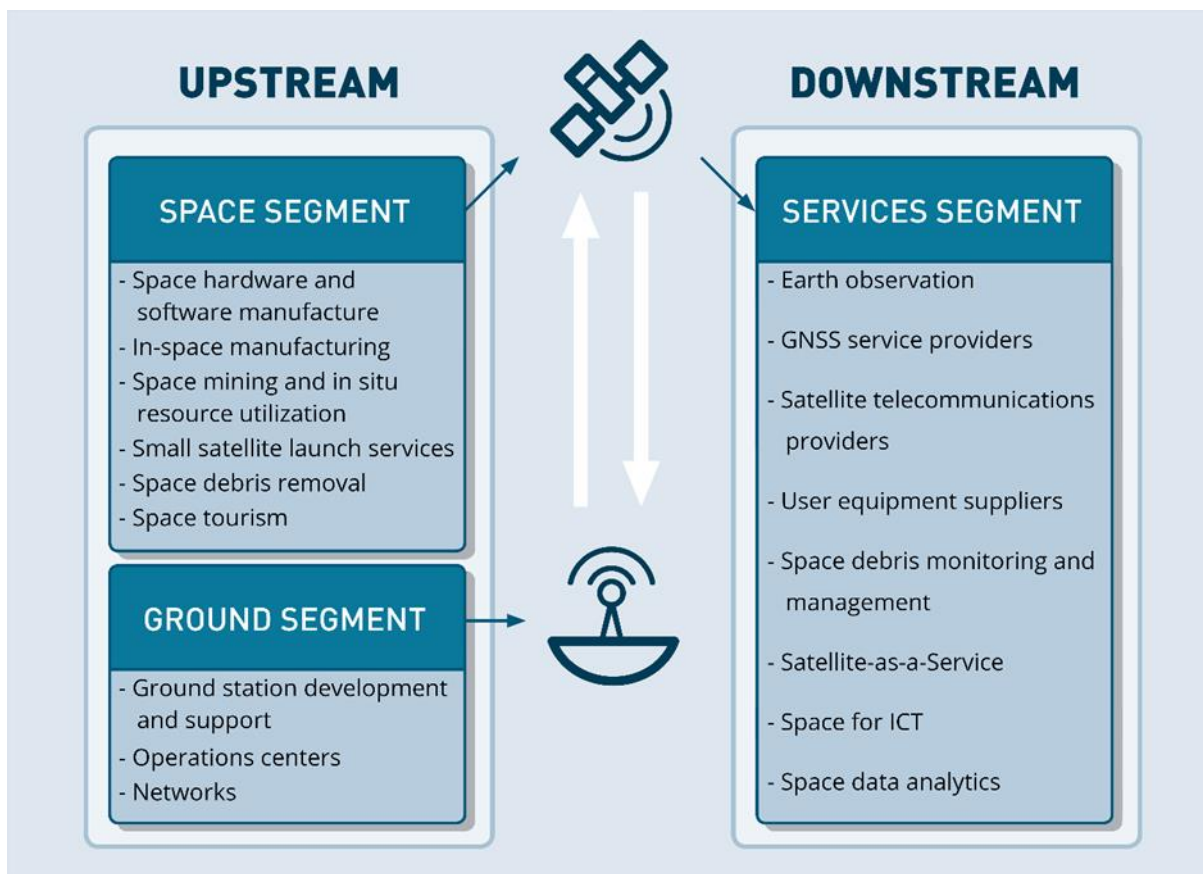 UPSTREAM
SPACE SEGMENT
- Space hardware and
software manufacture
- In-space manufacturing
- Space mining and in situ
resource utilization
- Small satellite launch services
- Space debris removal
- Space tourism
GROUND SEGMENT
- Ground station development
and support
- Operations centers
- Networks
DOWNSTREAM
SERVICES SEGMENT
- Earth observation
- GNSS service providers
- Satellite telecommunications
providers
- User equipment suppliers
- Space debris monitoring and
management
- Satellite-as-a-Service
- Space for ICT
- Space data analytics